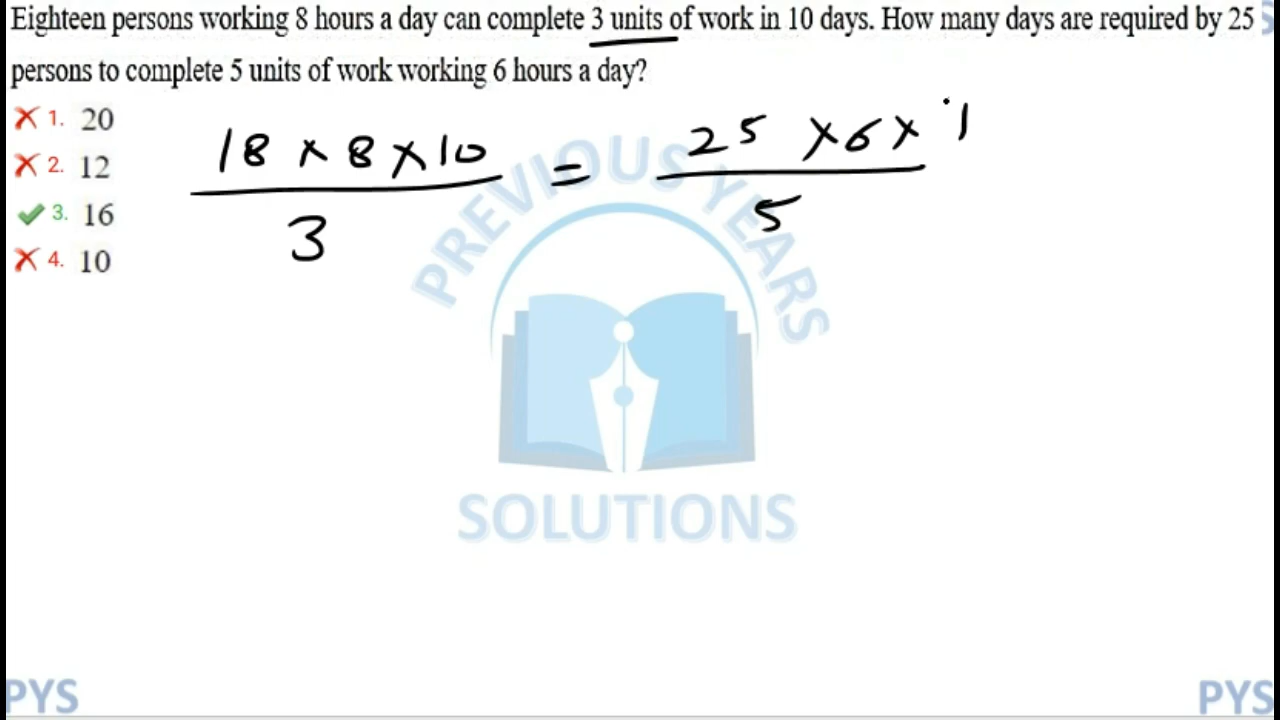 Eighteen persons working 8 hours a day can complete 3 units of work in 10 days. How many days are required by 25
persons to complete 5 units of work working 6 hours a day?
1. 20
2. 12
3. 16
4. 10
18 × 8 × 10 = 25 × 6 ×
3 5
PREVIOUS YEARS
SOLUTIONS
PYS PYS